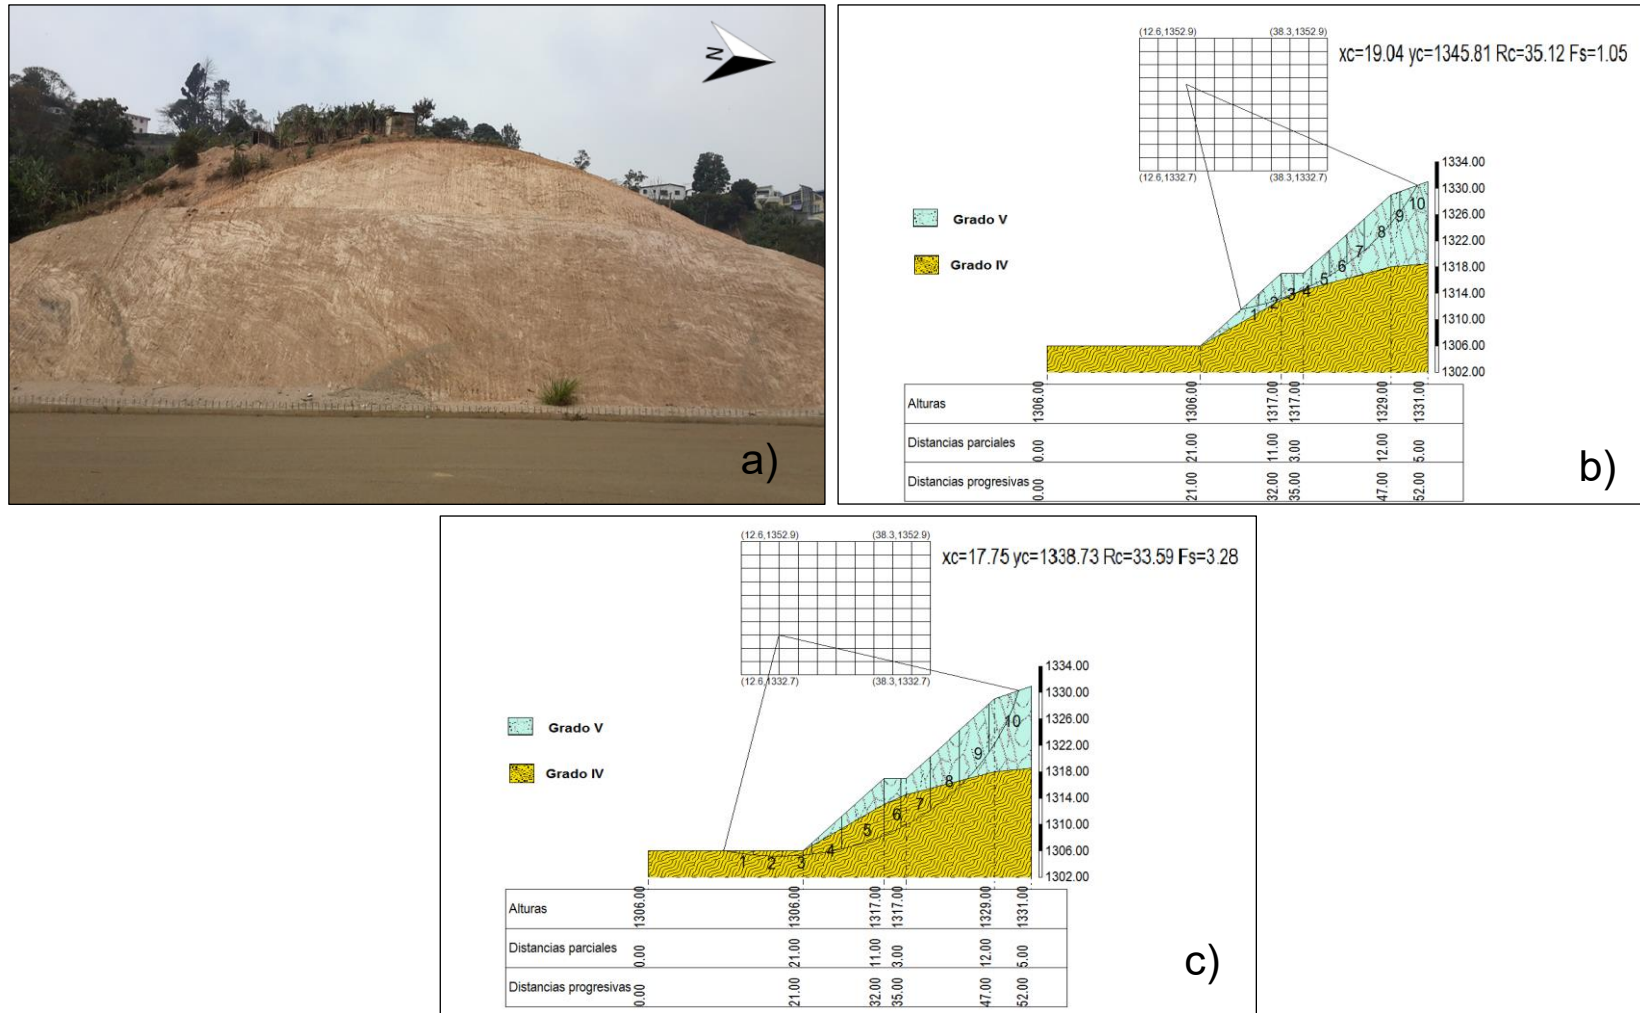 N
a)
(12.6,1352.9) (38.3,1352.9)
xc=19.04 yc=1345.81 Rc=35.12 Fs=1.05
(12.6,1332.7) (38.3,1332.7)
Grado V
Grado IV
1 2 3 4 5 6 7 8 9 10
1334.00
1330.00
1326.00
1322.00
1318.00
1314.00
1310.00
1306.00
1302.00
Alturas 1306.00 1306.00 1317.00 1317.00 1329.00 1331.00
Distancias parciales 0.00 21.00 11.00 3.00 12.00 5.00
Distancias progresivas 0.00 21.00 32.00 35.00 47.00 52.00
b)
(12.6,1352.9) (38.3,1352.9)
xc=17.75 yc=1338.73 Rc=33.59 Fs=3.28
(12.6,1332.7) (38.3,1332.7)
Grado V
Grado IV
1 2 3 4 5 6 7 8 9 10
1334.00
1330.00
1326.00
1322.00
1318.00
1314.00
1310.00
1306.00
1302.00
Alturas 1306.00 1306.00 1317.00 1317.00 1329.00 1331.00
Distancias parciales 0.00 21.00 11.00 3.00 12.00 5.00
Distancias progresivas 0.00 21.00 32.00 35.00 47.00 52.00
c)